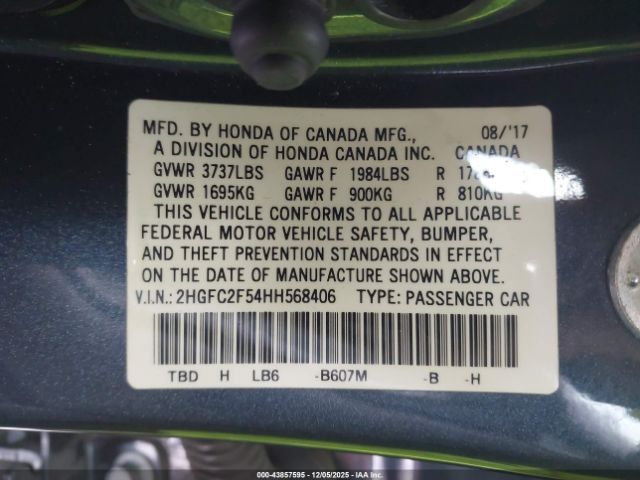 MFD. BY HONDA OF CANADA MFG., 08/'17
A DIVISION OF HONDA CANADA INC. CANADA
GVWR 3737LBS GAWR F 1984LBS R
GVWR 1695KG GAWR F 900KG R 810KG
THIS VEHICLE CONFORMS TO ALL APPLICABLE
FEDERAL MOTOR VEHICLE SAFETY, BUMPER,
AND THEFT PREVENTION STANDARDS IN EFFECT
ON THE DATE OF MANUFACTURE SHOWN ABOVE.
V.I.N.: 2HGFC2F54HH568406 TYPE: PASSENGER CAR
TBD H LB6 -B607M -B -H
00-43857595 12/05/2025 COPART IAA